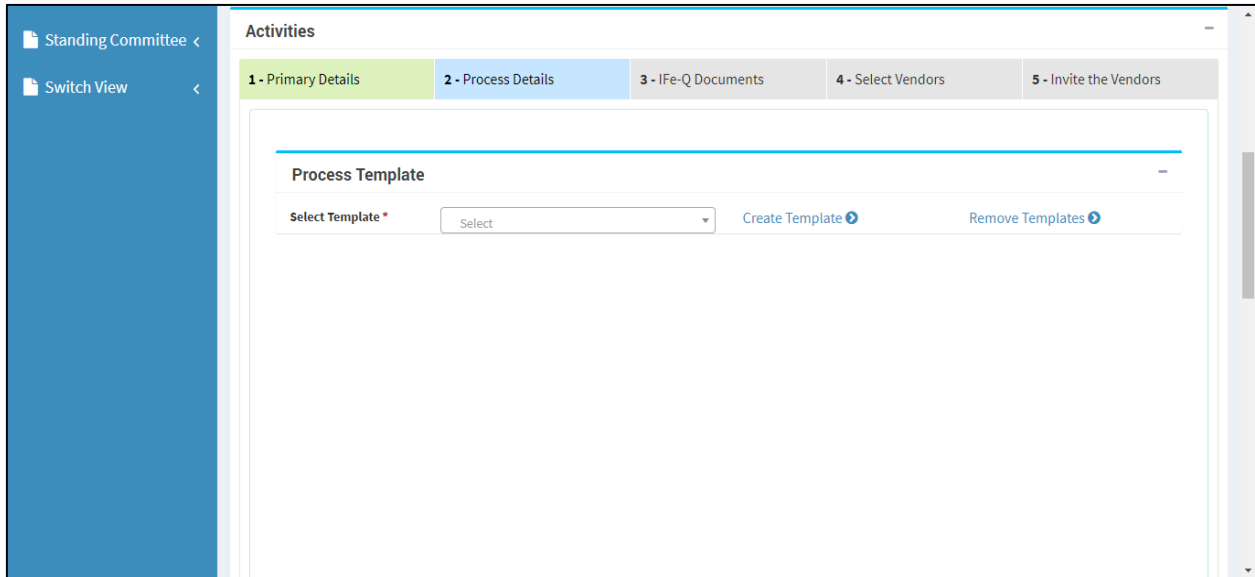 Standing Committee
Switch View
Activities
1 - Primary Details
2 - Process Details
3 - IFe-Q Documents
4 - Select Vendors
5 - Invite the Vendors
Process Template
Select Template *
Select
Create Template
Remove Templates